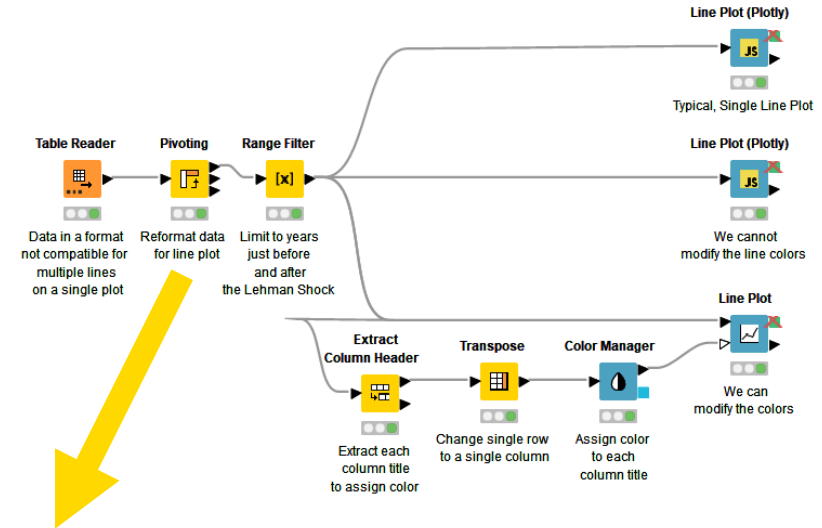 Line Plot (Plotly)
JS
Typical, Single Line Plot
Table Reader
Pivoting
Range Filter
Line Plot (Plotly)
[x]
JS
Data in a format
not compatible for
multiple lines
on a single plot
Reformat data
for line plot
Limit to years
just before
and after
the Lehman Shock
We cannot
modify the line colors
Line Plot
Extract
Column Header
Transpose
Color Manager
We can
modify the colors
Extract each
column title
to assign color
Change single row
to a single column
Assign color
to each
column title